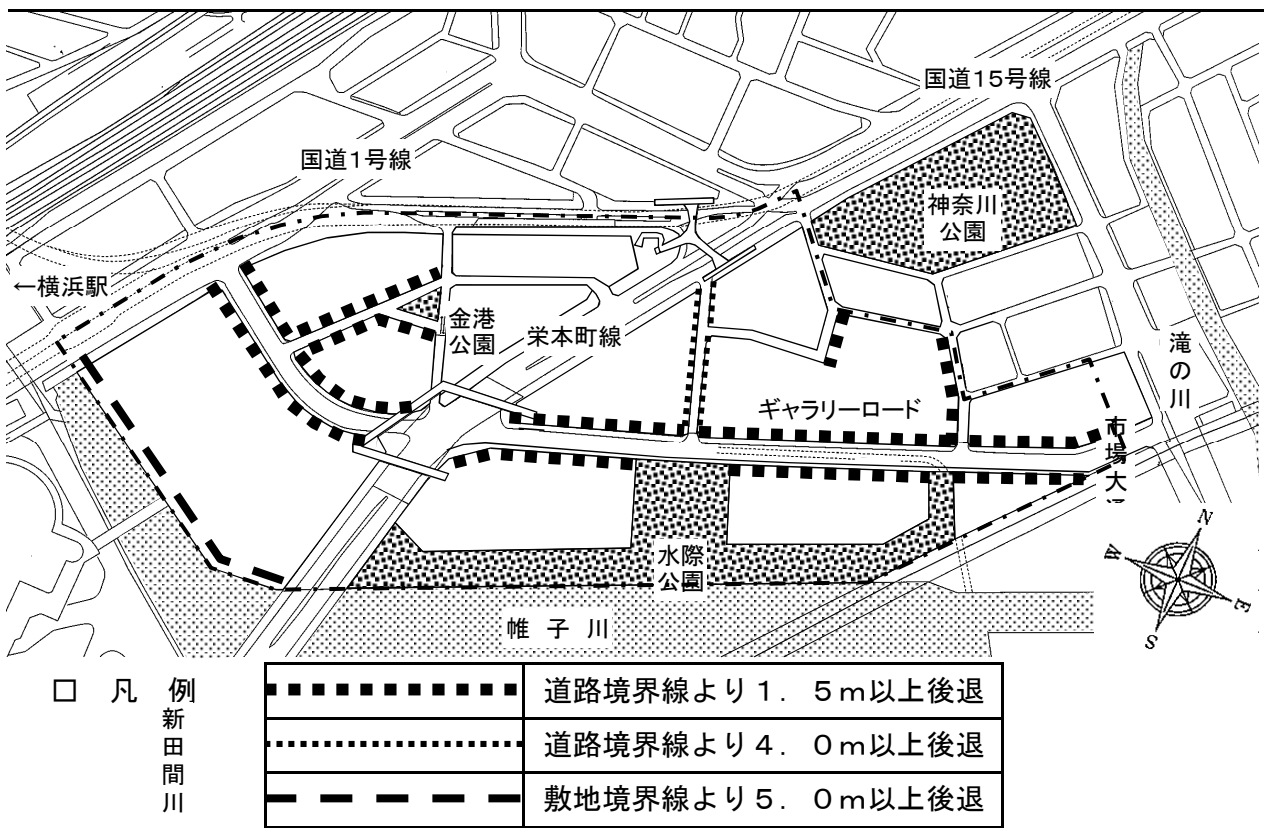 国道15号線
国道1号線
神奈川
公園
←横浜駅
金港
公園
栄本町線
滝の川
ギャラリーロード
市場大通
水際
公園
帷子川
N
W
E
S
□ 凡例
道路境界線より1.5m以上後退
新田間川
道路境界線より4.0m以上後退
敷地境界線より5.0m以上後退